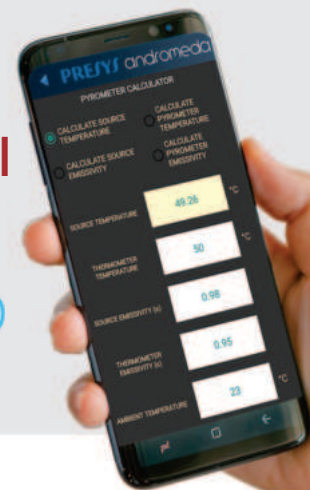 PRESYS andromeda
PYROMETER CALCULATOR
CALCULATE SOURCE
TEMPERATURE
CALCULATE
PYROMETER
TEMPERATURE
CALCULATE SOURCE
EMISSIVITY
CALCULATE
PYROMETER
EMISSIVITY
SOURCE TEMPERATURE 49.26 °C
THERMOMETER
TEMPERATURE 50 °C
SOURCE EMISSIVITY (ε) 0.98
THERMOMETER
EMISSIVITY (ε) 0.95
AMBIENT TEMPERATURE 23 °C